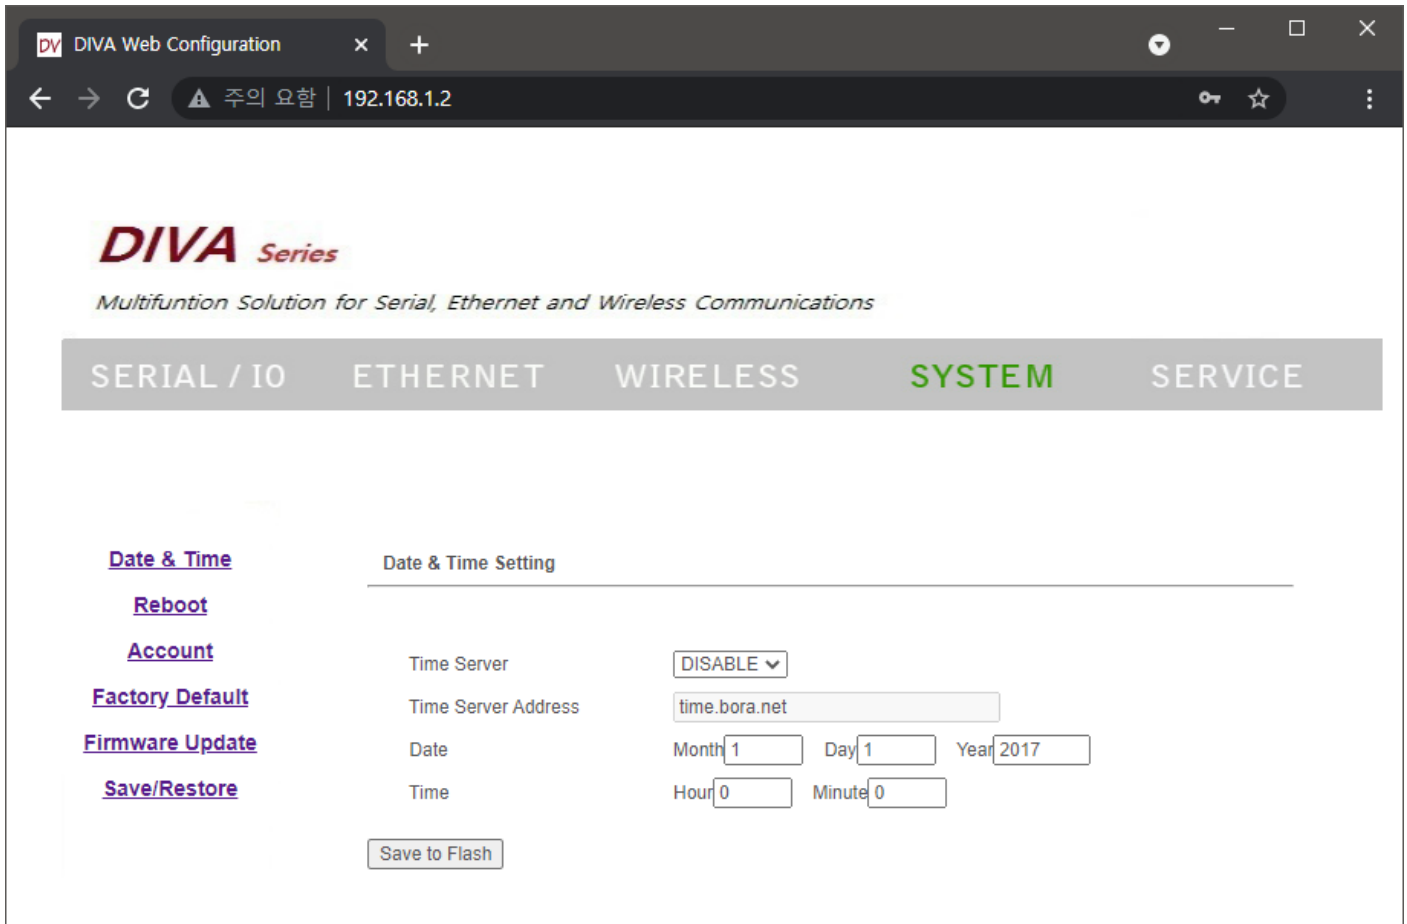 DV DIVA Web Configuration
주의 요함 192.168.1.2
DIVA Series
Multifuntion Solution for Serial, Ethernet and Wireless Communications
SERIAL / IO ETHERNET WIRELESS SYSTEM SERVICE
Date & Time
Reboot
Account
Factory Default
Firmware Update
Save/Restore
Date & Time Setting
Time Server DISABLE
Time Server Address time.bora.net
Date Month 1 Day 1 Year 2017
Time Hour 0 Minute 0
Save to Flash